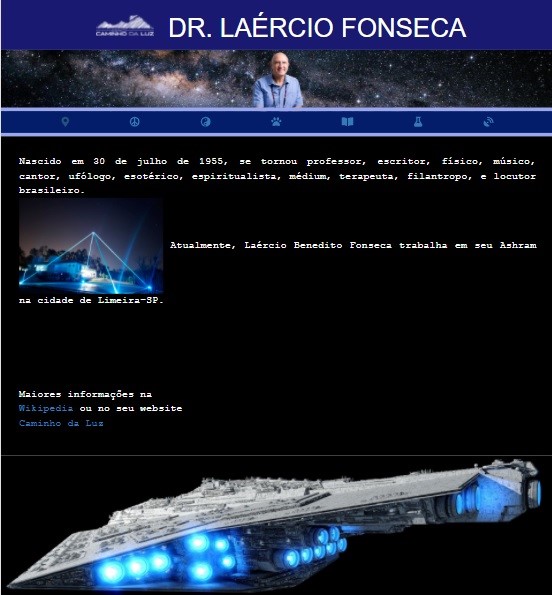 CAMINHO DA LUZ
DR. LAÉRCIO FONSECA
Nascido em 30 de julho de 1955, se tornou professor, escritor, físico, músico,
cantor, ufólogo, esotérico, espiritualista, médium, terapeuta, filantropo, e locutor
brasileiro.
Atualmente, Laércio Benedito Fonseca trabalha em seu Ashram
na cidade de Limeira-SP.
Maiores informações na
Wikipedia ou no seu website
Caminho da Luz